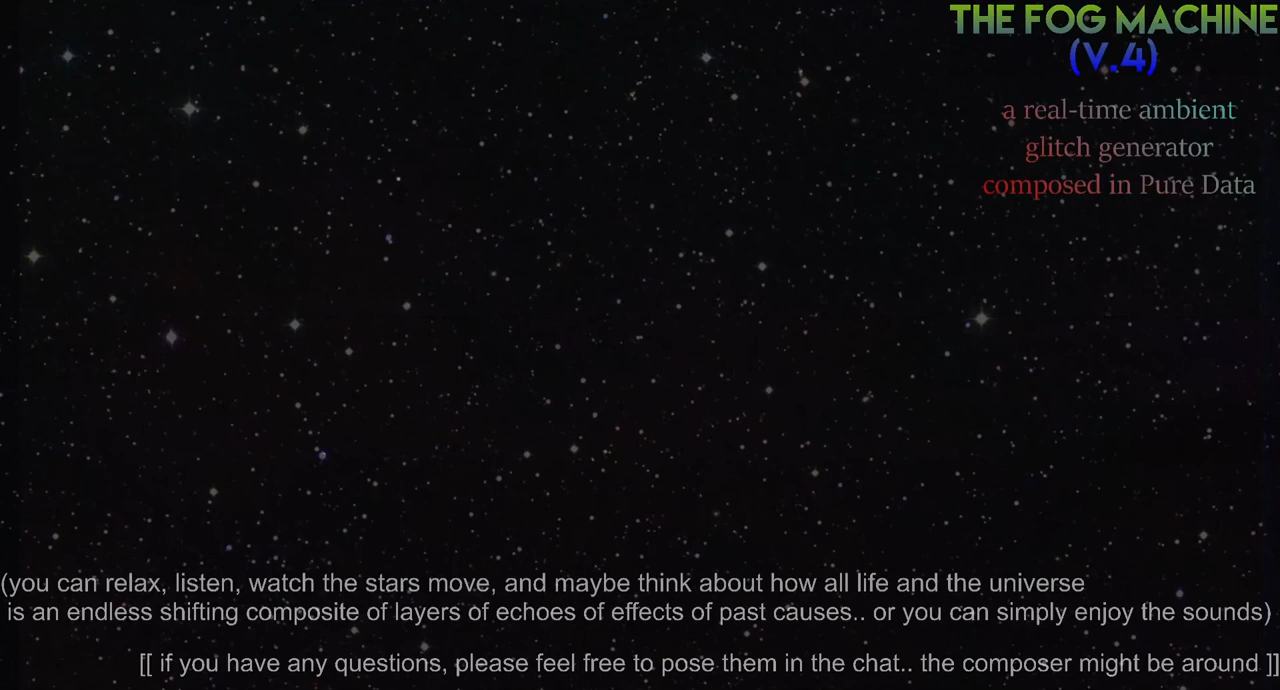 THE FOG MACHINE
(V.4)
a real-time ambient
glitch generator
composed in Pure Data
(you can relax, listen, watch the stars move, and maybe think about how all life and the universe
is an endless shifting composite of layers of echoes of effects of past causes.. or you can simply enjoy the sounds)
[[ if you have any questions, please feel free to pose them in the chat.. the composer might be around ]]